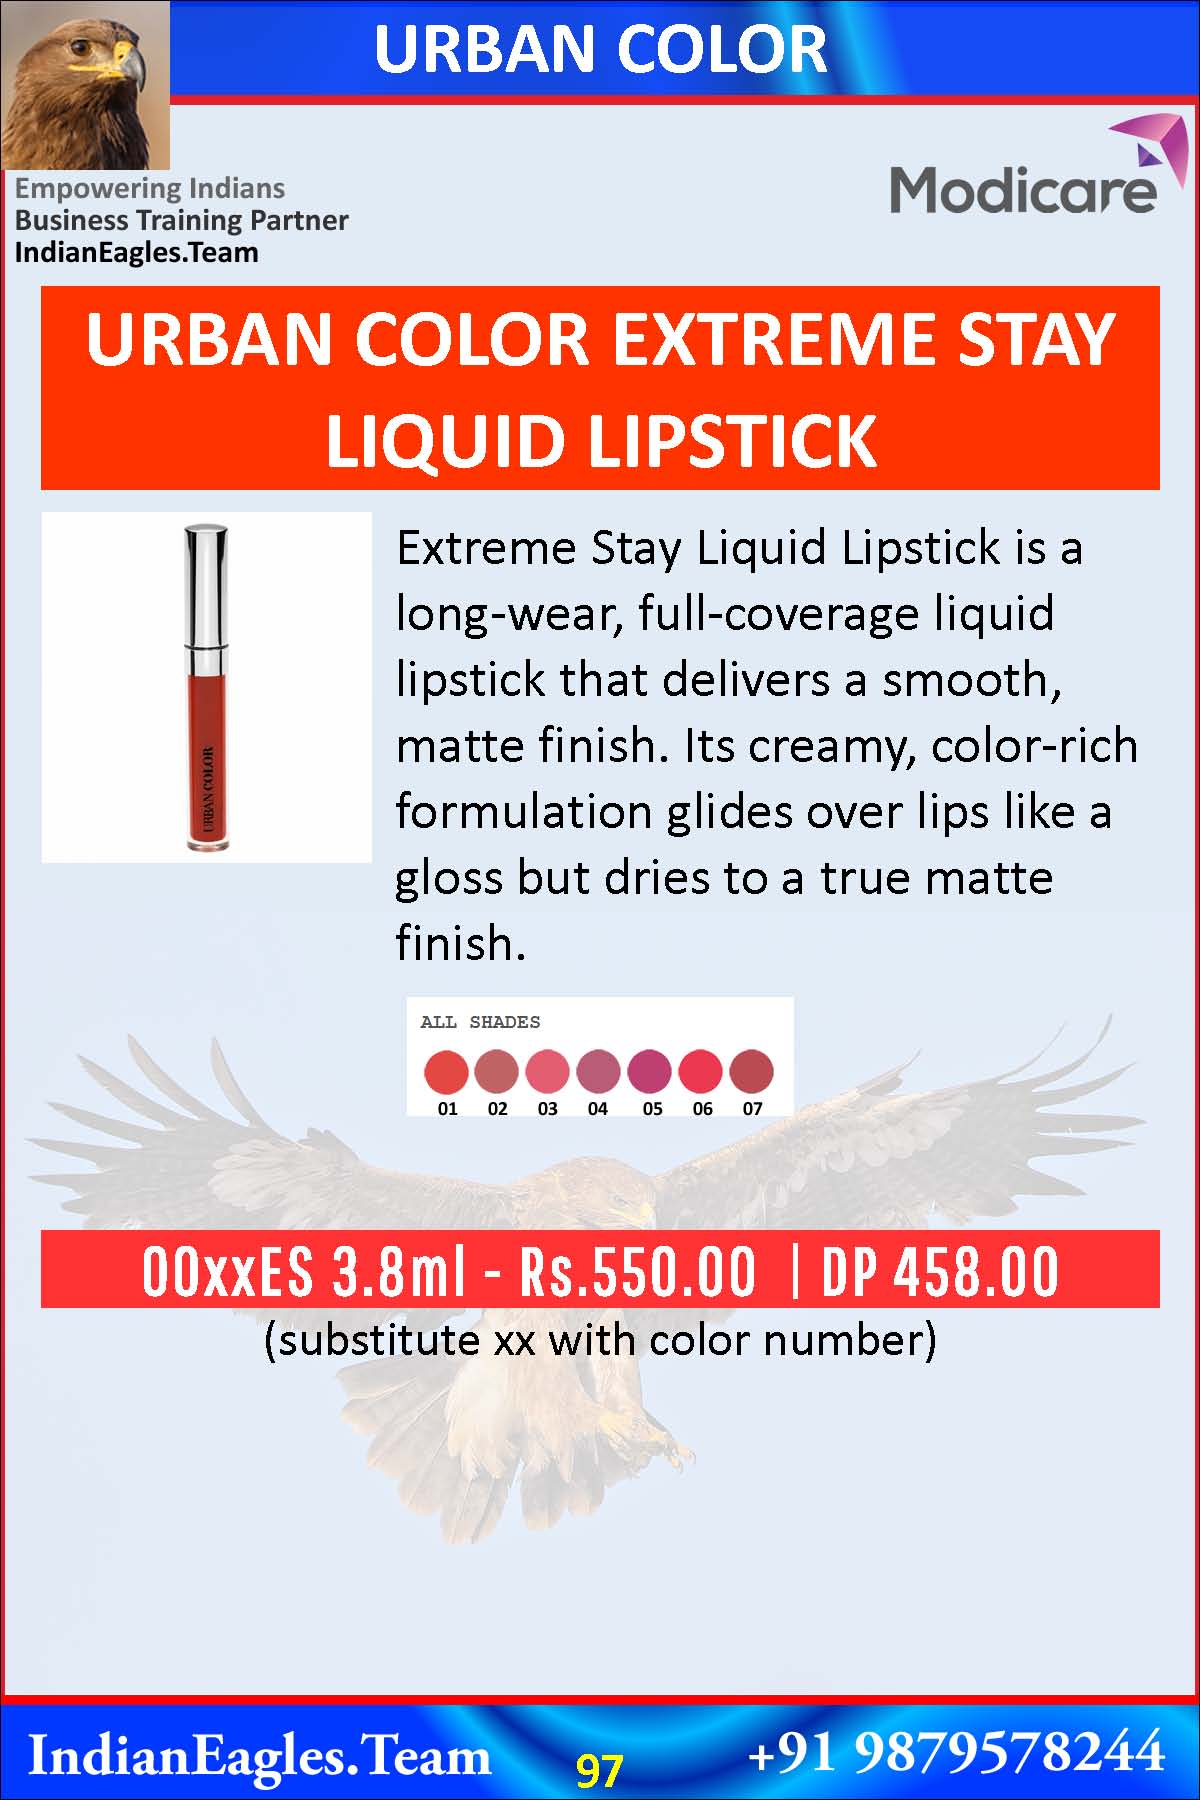 URBAN COLOR
Modicare
Empowering Indians
Business Training Partner
IndianEagles.Team
URBAN COLOR EXTREME STAY
LIQUID LIPSTICK
URBAN COLOR
Extreme Stay Liquid Lipstick is a
long-wear, full-coverage liquid
lipstick that delivers a smooth,
matte finish. Its creamy, color-rich
formulation glides over lips like a
gloss but dries to a true matte
finish.
ALL SHADES
01 02 03 04 05 06 07
00xxES 3.8ml - Rs.550.00 | DP 458.00
(substitute xx with color number)
IndianEagles.Team
97
+91 9879578244